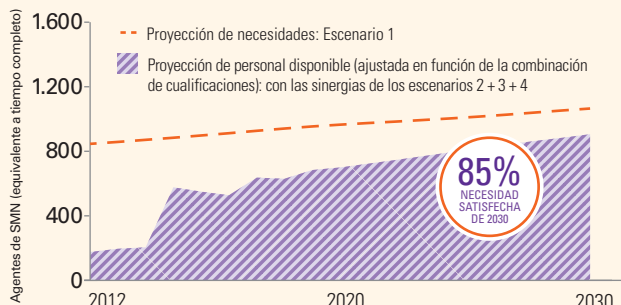 Agentes de SMN (equivalente a tiempo completo)
1.600
1.200
800
400
0
Proyección de necesidades: Escenario 1
Proyección de personal disponible (ajustada en función de la combinación
de cualificaciones): con las sinergias de los escenarios 2 + 3 + 4
85%
NECESIDAD
SATISFECHA
DE 2030
2012
2020
2030